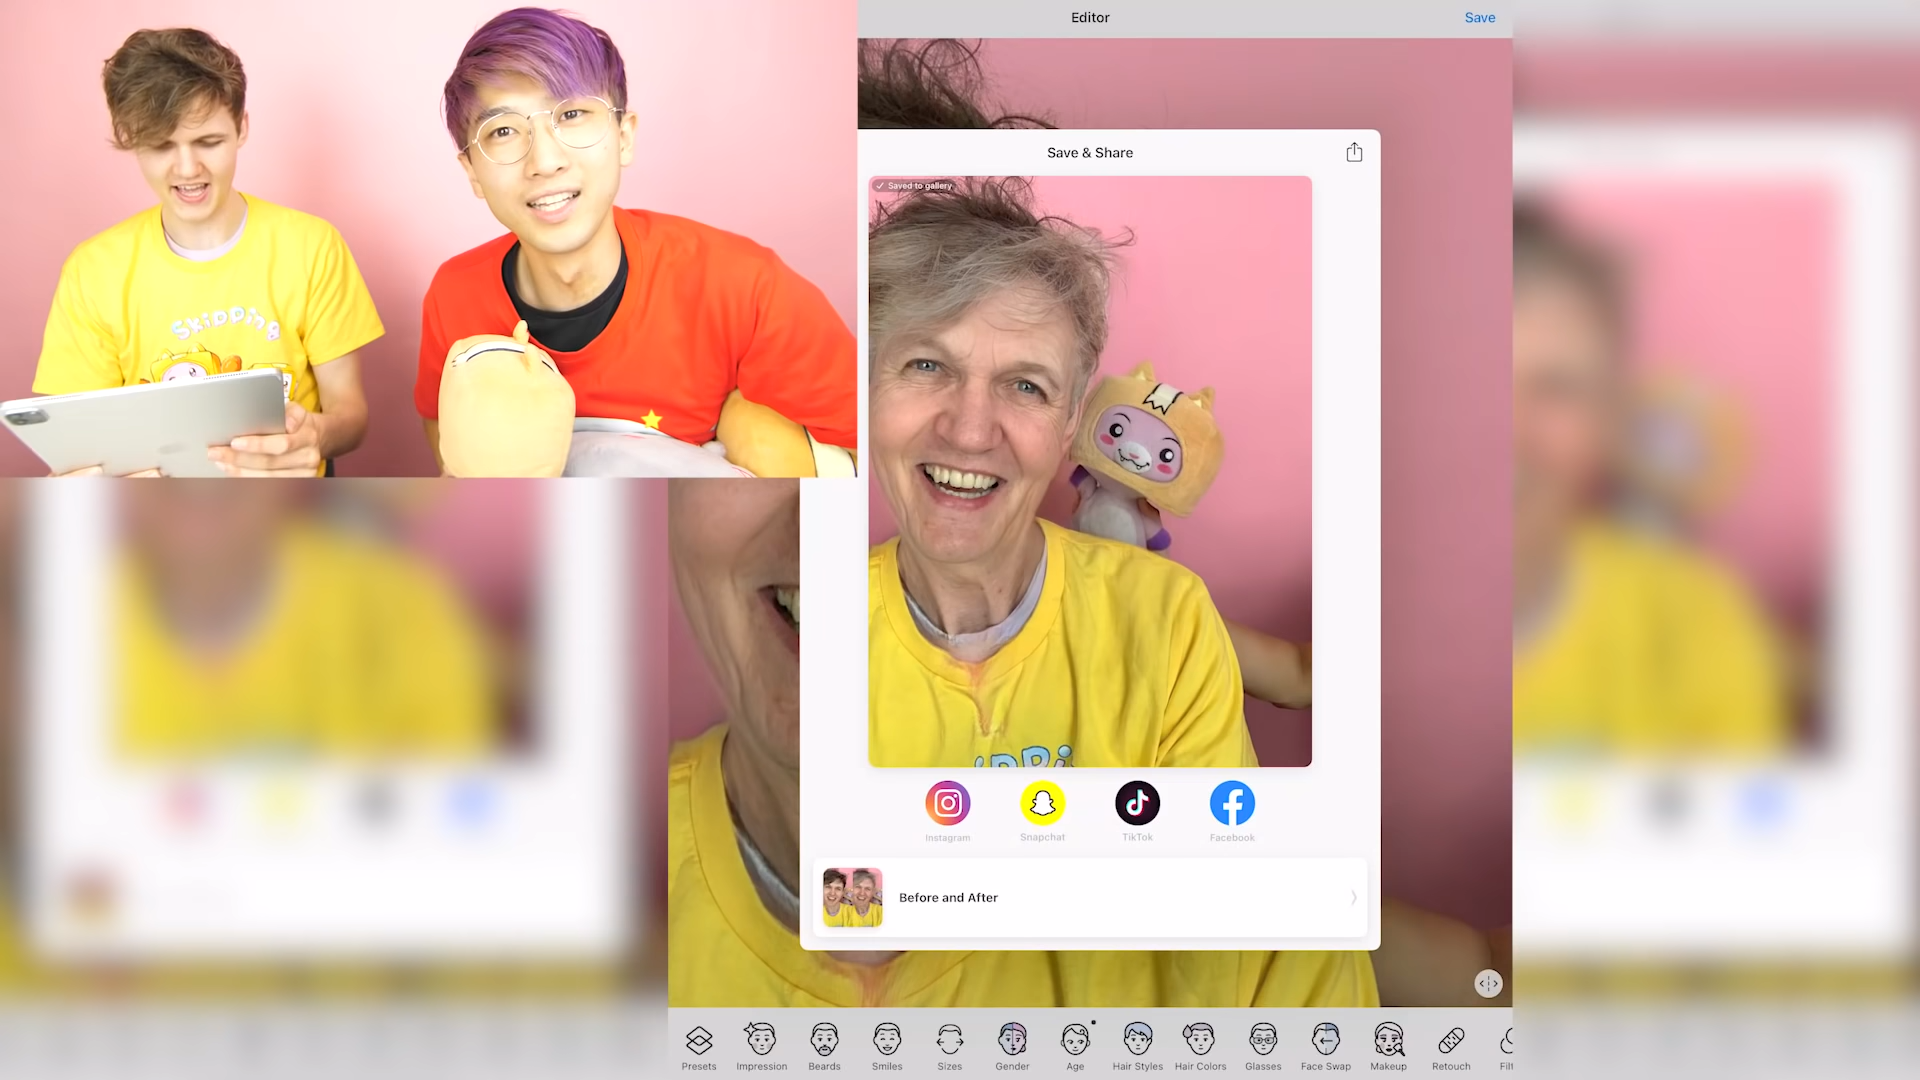 Editor
Save
Save & Share
Saved to gallery
Skipping
Instagram
Snapchat
TikTok
Facebook
Before and After
Presets
Impression
Beards
Smiles
Sizes
Gender
Age
Hair Styles
Hair Colors
Glasses
Face Swap
Makeup
Retouch